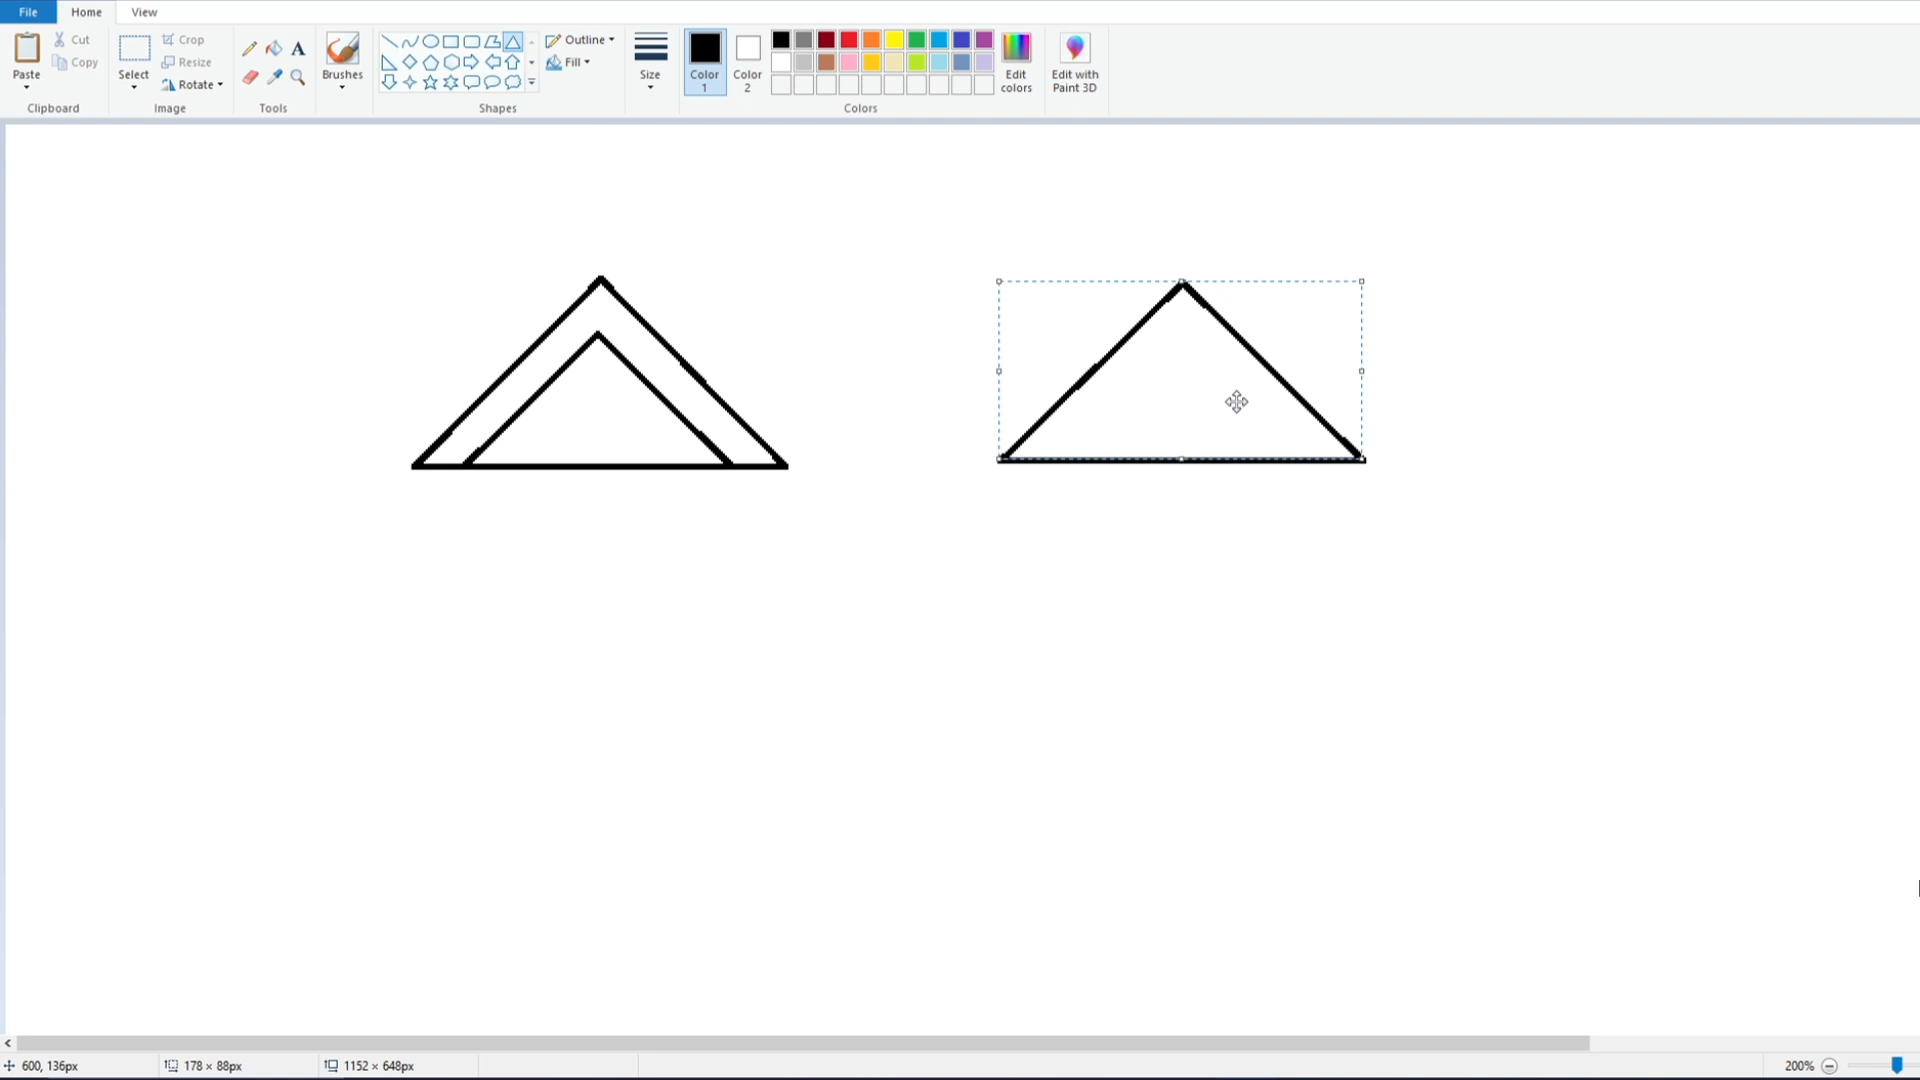 File Home View
Paste Cut Copy Clipboard
Select Crop Resize Rotate Image
A Tools
Brushes
Shapes Outline Fill
Size
Color 1 Color 2 Edit colors Colors
Edit with Paint 3D
600, 136px 178 × 88px 1152 × 648px 200%